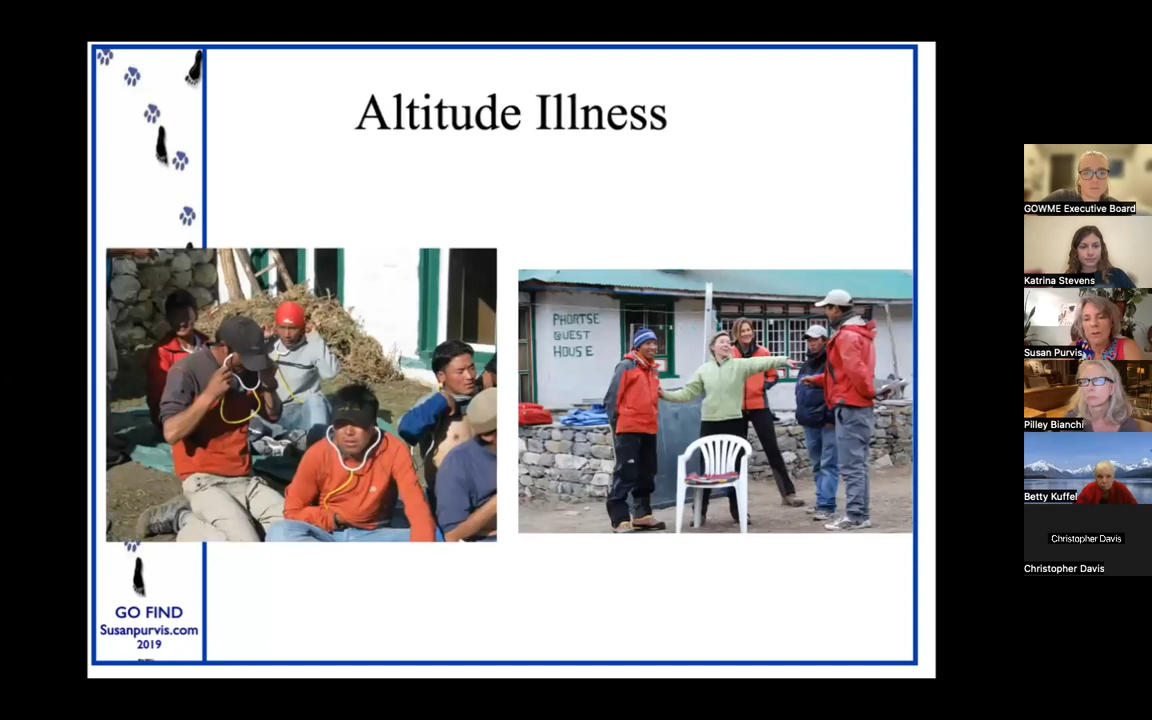 Altitude Illness
PHORTSE
GUEST
HOUSE
GO FIND
Susanpurvis.com
2019
GOWME Executive Board
Katrina Stevens
Susan Purvis
Pilley Bianchi
Betty Kuffel
Christopher Davis
Christopher Davis